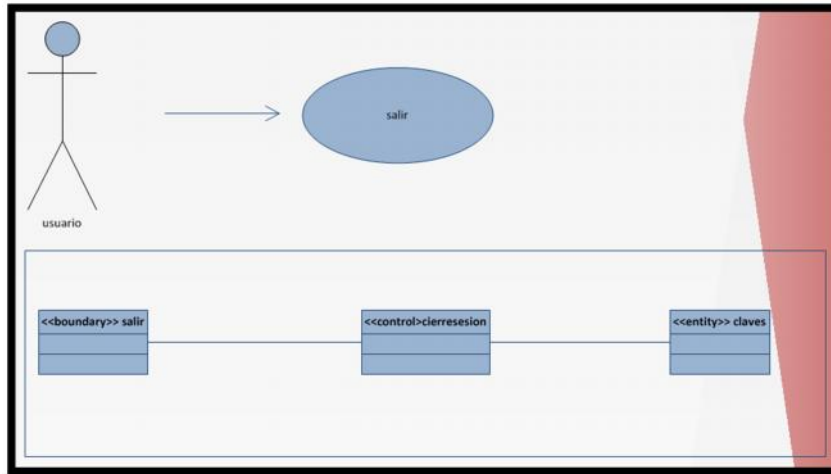 salir
usuario
<<boundary>> salir
<<control>cierresesion
<<entity>> claves